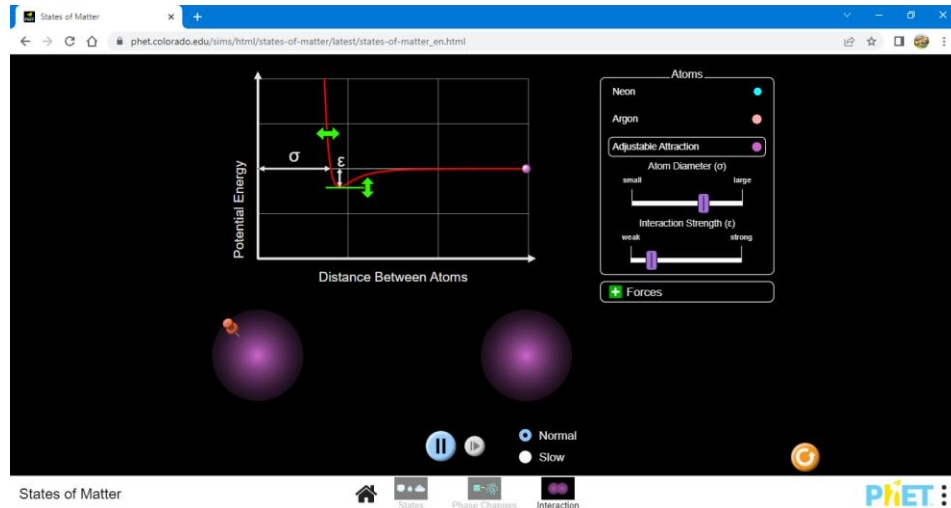 States of Matter
phet.colorado.edu/sims/html/states-of-matter/latest/states-of-matter_en.html
σ
ε
Potential Energy
Distance Between Atoms
Atoms
Neon
Argon
Adjustable Attraction
Atom Diameter (σ)
small large
Interaction Strength (ε)
weak strong
Forces
Normal
Slow
States of Matter
States Phase Changes Interaction
PhET